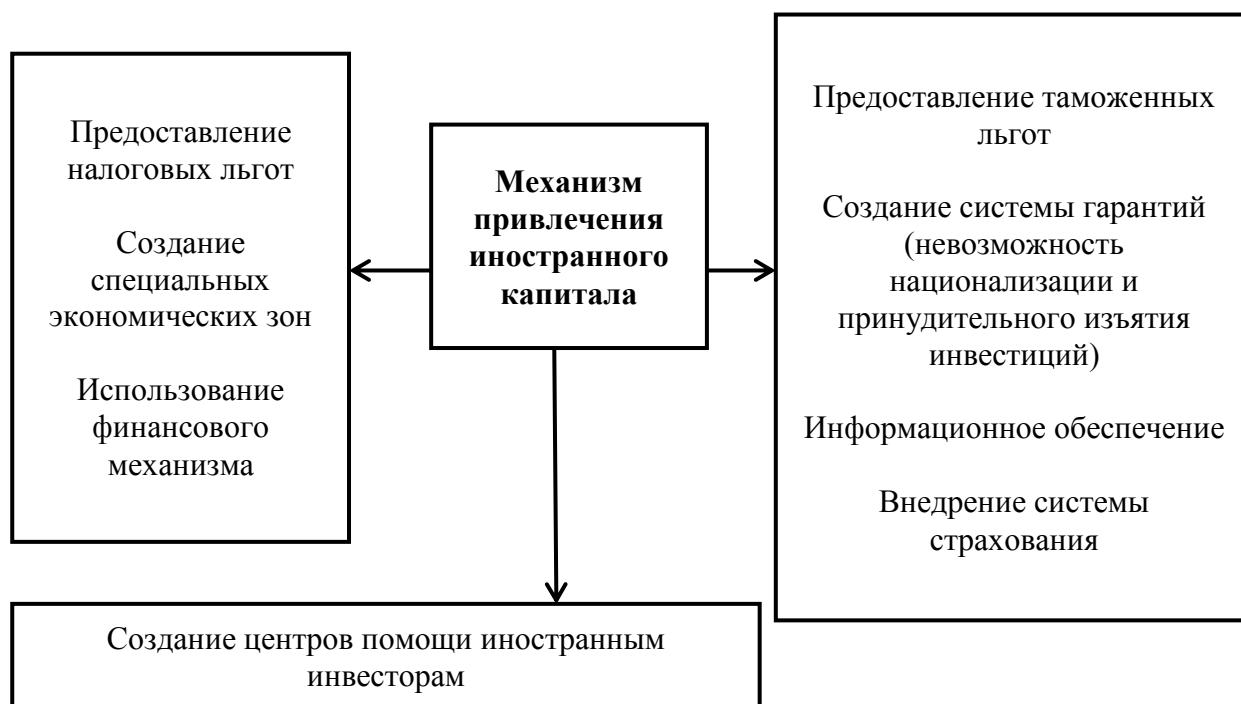 Предоставление
налоговых льгот
Создание
специальных
экономических зон
Использование
финансового
механизма
Механизм
привлечения
иностранного
капитала
Предоставление таможенных
льгот
Создание системы гарантий
(невозможность
национализации и
принудительного изъятия
инвестиций)
Информационное обеспечение
Внедрение системы
страхования
Создание центров помощи иностранным
инвесторам